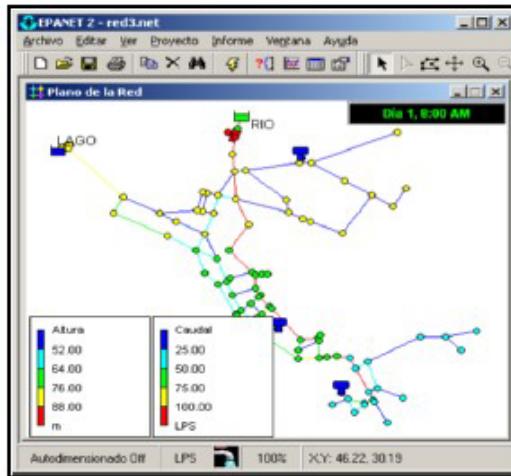 EPANET 2 - red3.net
Archivo Editar Ver Proyecto Informe Ventana Ayuda
Plano de la Red
Día 1, 8:00 AM
RIO
LAGO
Altura
52.00
64.00
76.00
88.00
m
Caudal
25.00
50.00
75.00
100.00
LPS
Autodimensionado Off LPS 100% X,Y: 46.22, 30.19